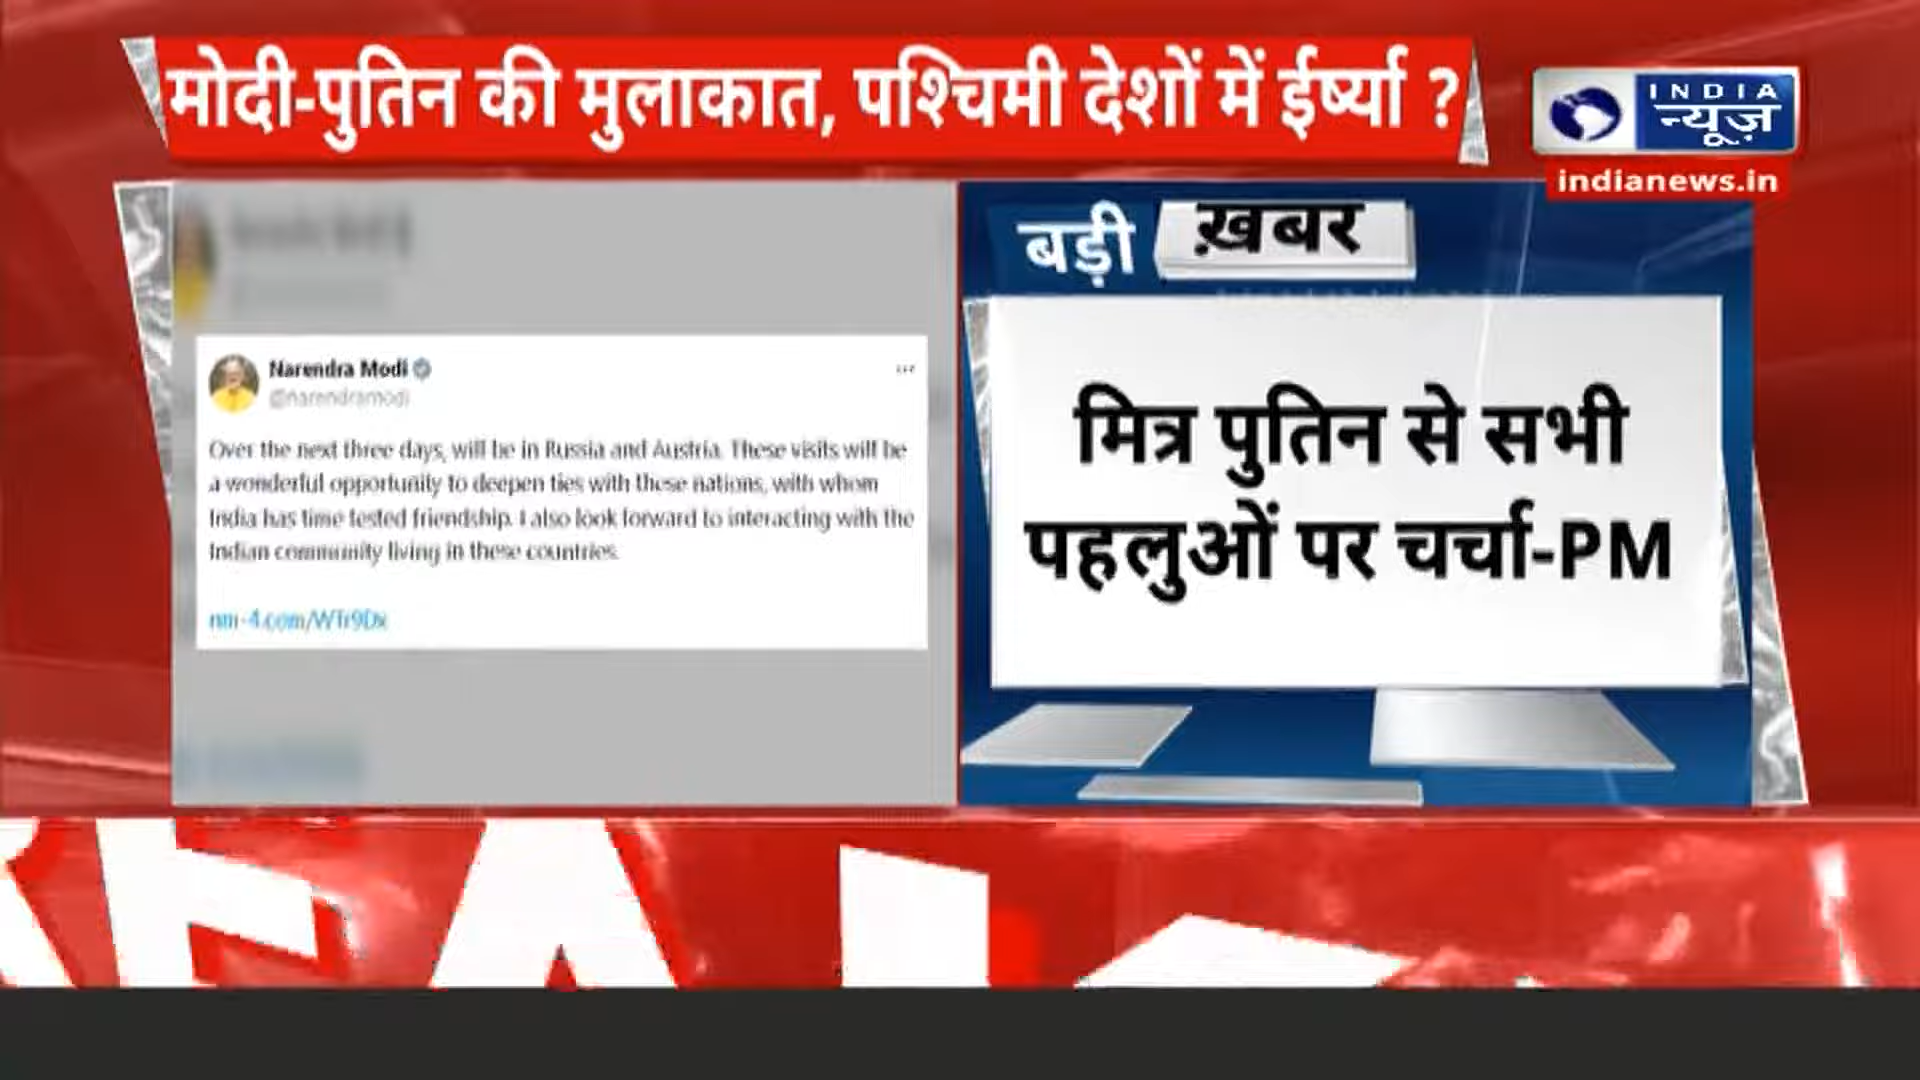 मोदी-पुतिन की मुलाकात, पश्चिमी देशों में ईर्ष्या ?
INDIA
न्यूज़
indianews.in
बड़ी ख़बर
Narendra Modi
@narendramodi
Over the next three days, will be in Russia and Austria. These visits will be
a wonderful opportunity to deepen ties with these nations, with whom
India has time tested friendship. I also look forward to interacting with the
Indian community living in these countries.
nm-4.com/WTr9Dx
मित्र पुतिन से सभी
पहलुओं पर चर्चा-PM